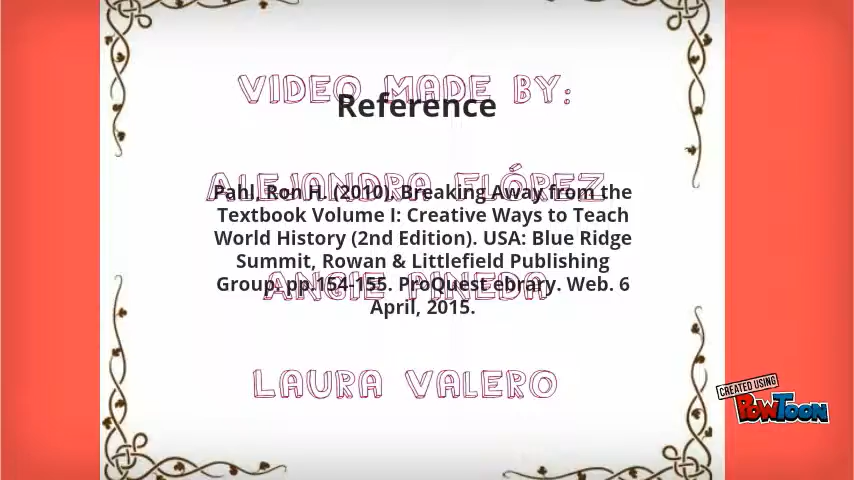 VIDEO MADE BY:
Reference
ALEJANDRA FLÓREZ
Pahl, Ron H. (2010). Breaking Away from the
Textbook Volume I: Creative Ways to Teach
World History (2nd Edition). USA: Blue Ridge
Summit, Rowan & Littlefield Publishing
Group. pp.154-155. ProQuest ebrary. Web. 6
April, 2015.
ANGIE PINEDA
LAURA VALERO
CREATED USING
POWTOON